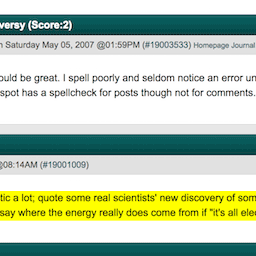 versy (Score:2)
n Saturday May 05, 2007 @01:59PM (#19003533) Homepage Journal
ould be great. I spell poorly and seldom notice an error un
spot has a spellcheck for posts though not for comments.
@08:14AM (#19001009)
tic a lot; quote some real scientists' new discovery of som
say where the energy really does come from if "it's all elec